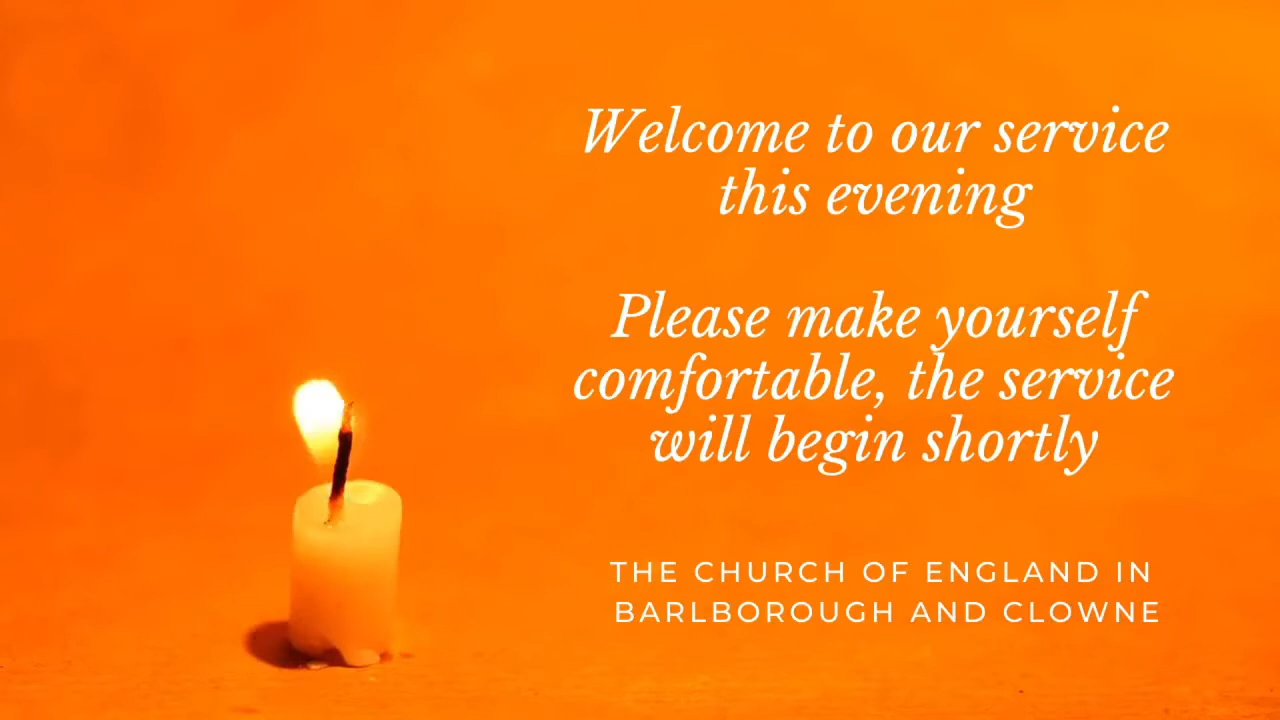 Welcome to our service
this evening
Please make yourself
comfortable, the service
will begin shortly
THE CHURCH OF ENGLAND IN
BARLBOROUGH AND CLOWNE